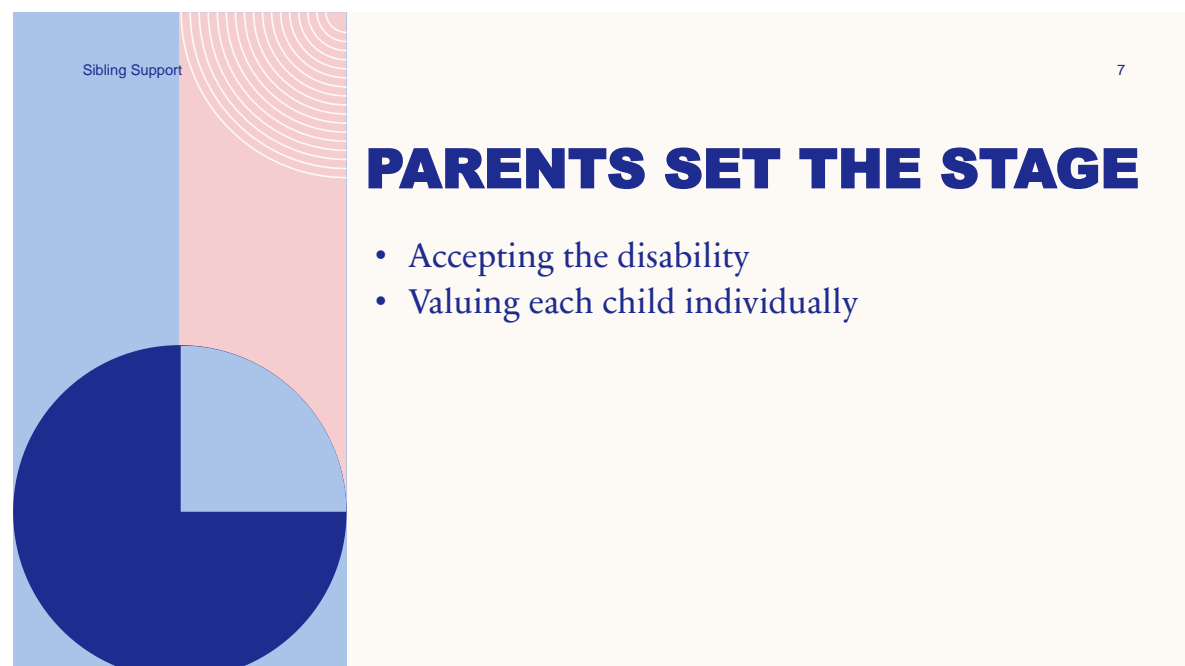 Sibling Support
7
PARENTS SET THE STAGE
• Accepting the disability
• Valuing each child individually